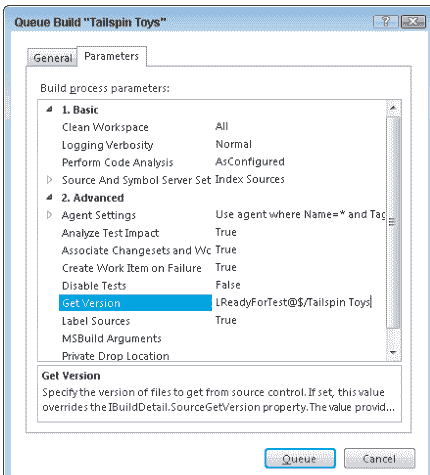 Queue Build "Tailspin Toys"
General Parameters
Build process parameters:
1. Basic
Clean Workspace All
Logging Verbosity Normal
Perform Code Analysis AsConfigured
Source And Symbol Server Set Index Sources
2. Advanced
Agent Settings Use agent where Name=* and Tag
Analyze Test Impact True
Associate Changesets and Wo True
Create Work Item on Failure True
Disable Tests False
Get Version LReadyForTest@$/Tailspin Toys
Label Sources True
MSBuild Arguments
Private Drop Location
Get Version
Specify the version of files to get from source control. If set, this value
overrides the IBuildDetail.SourceGetVersion property. The value provid...
Queue Cancel